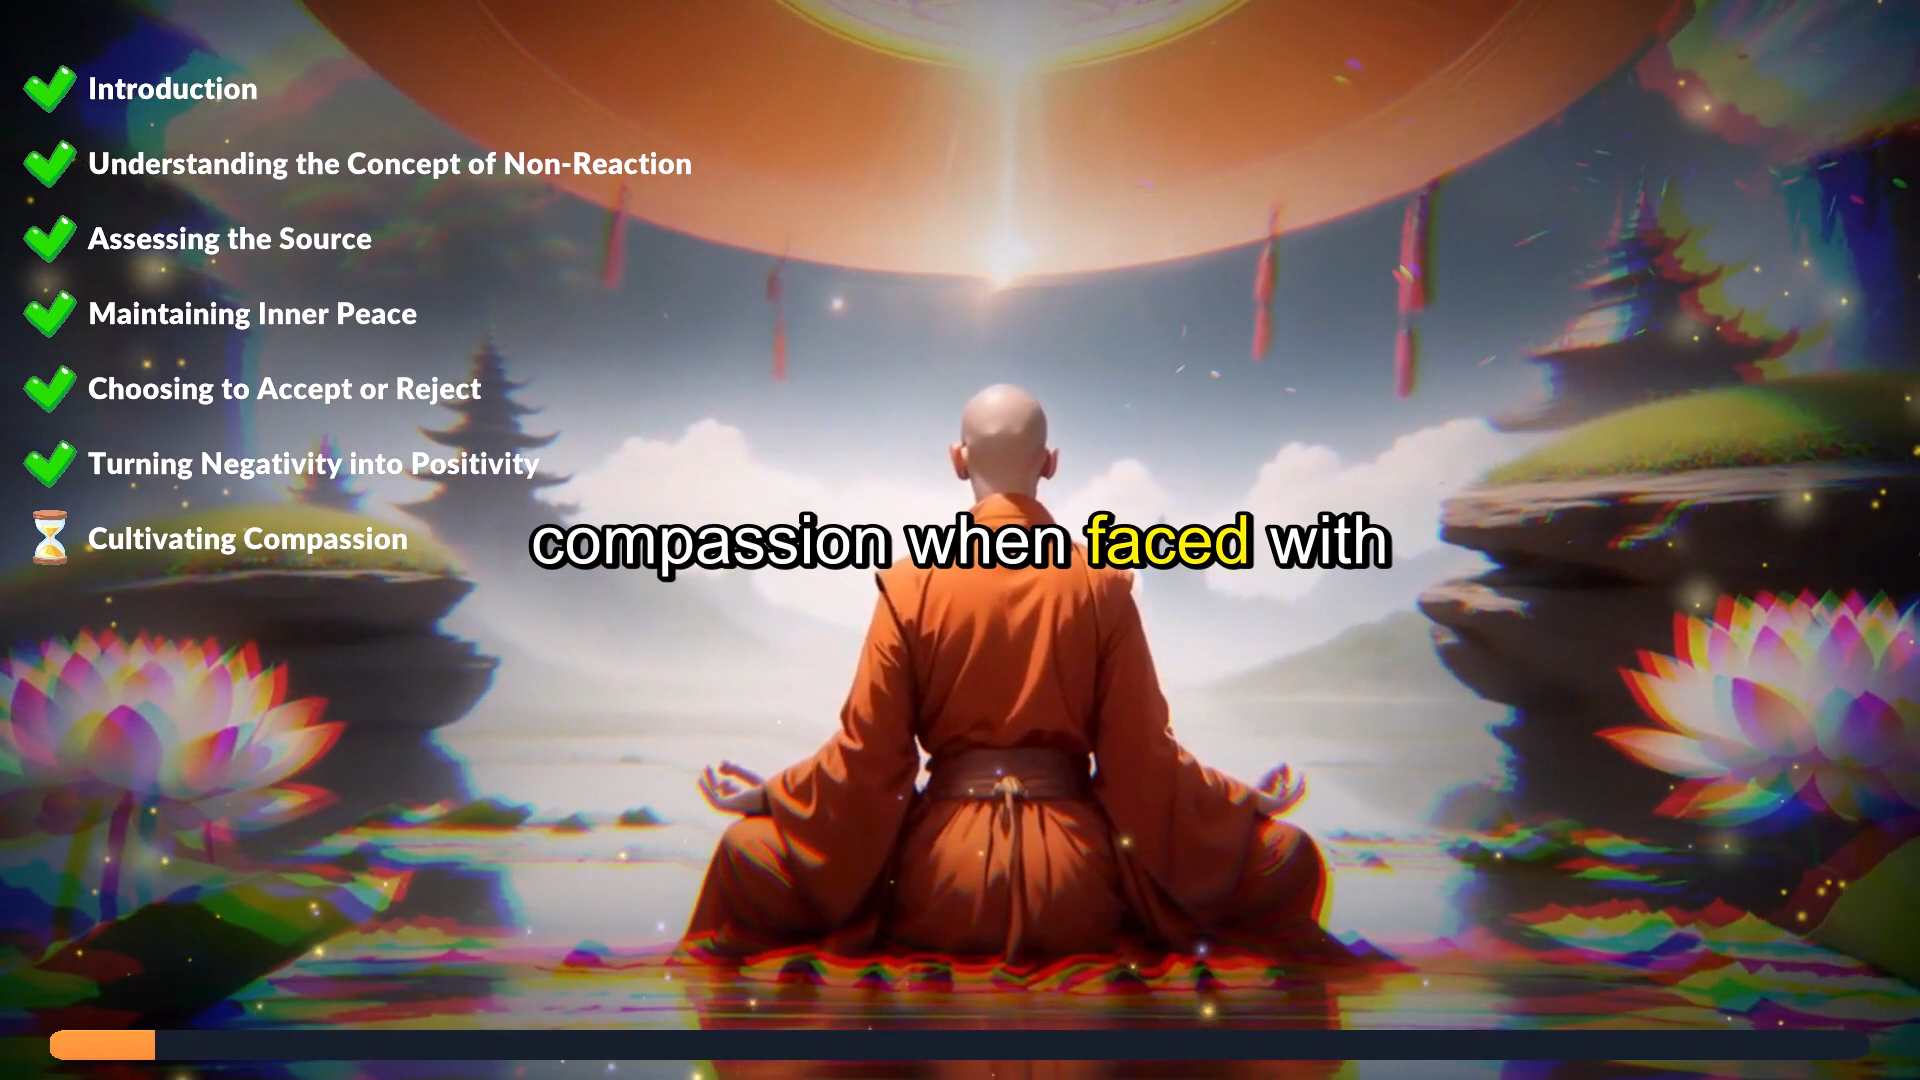 Introduction
Understanding the Concept of Non-Reaction
Assessing the Source
Maintaining Inner Peace
Choosing to Accept or Reject
Turning Negativity into Positivity
Cultivating Compassion
compassion when faced with